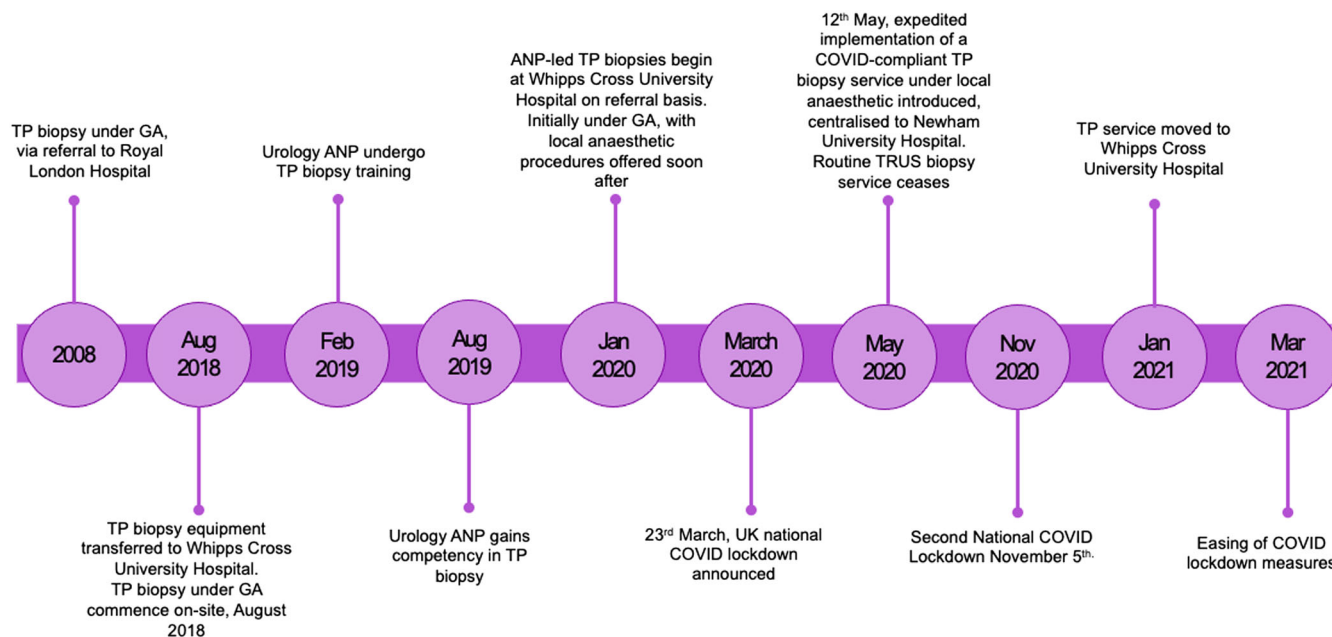 TP biopsy under GA,
via referral to Royal
London Hospital
Urology ANP undergo
TP biopsy training
ANP-led TP biopsies begin
at Whipps Cross University
Hospital on referral basis.
Initially under GA, with
local anaesthetic
procedures offered soon
after
12th May, expedited
implementation of a
COVID-compliant TP
biopsy service under local
anaesthetic introduced,
centralised to Newham
University Hospital.
Routine TRUS biopsy
service ceases
TP service moved to
Whipps Cross
University Hospital
2008
Aug
2018
Feb
2019
Aug
2019
Jan
2020
March
2020
May
2020
Nov
2020
Jan
2021
Mar
2021
TP biopsy equipment
transferred to Whipps Cross
University Hospital.
TP biopsy under GA
commence on-site, August
2018
Urology ANP gains
competency in TP
biopsy
23rd March, UK national
COVID lockdown
announced
Second National COVID
Lockdown November 5th.
Easing of COVID
lockdown measures